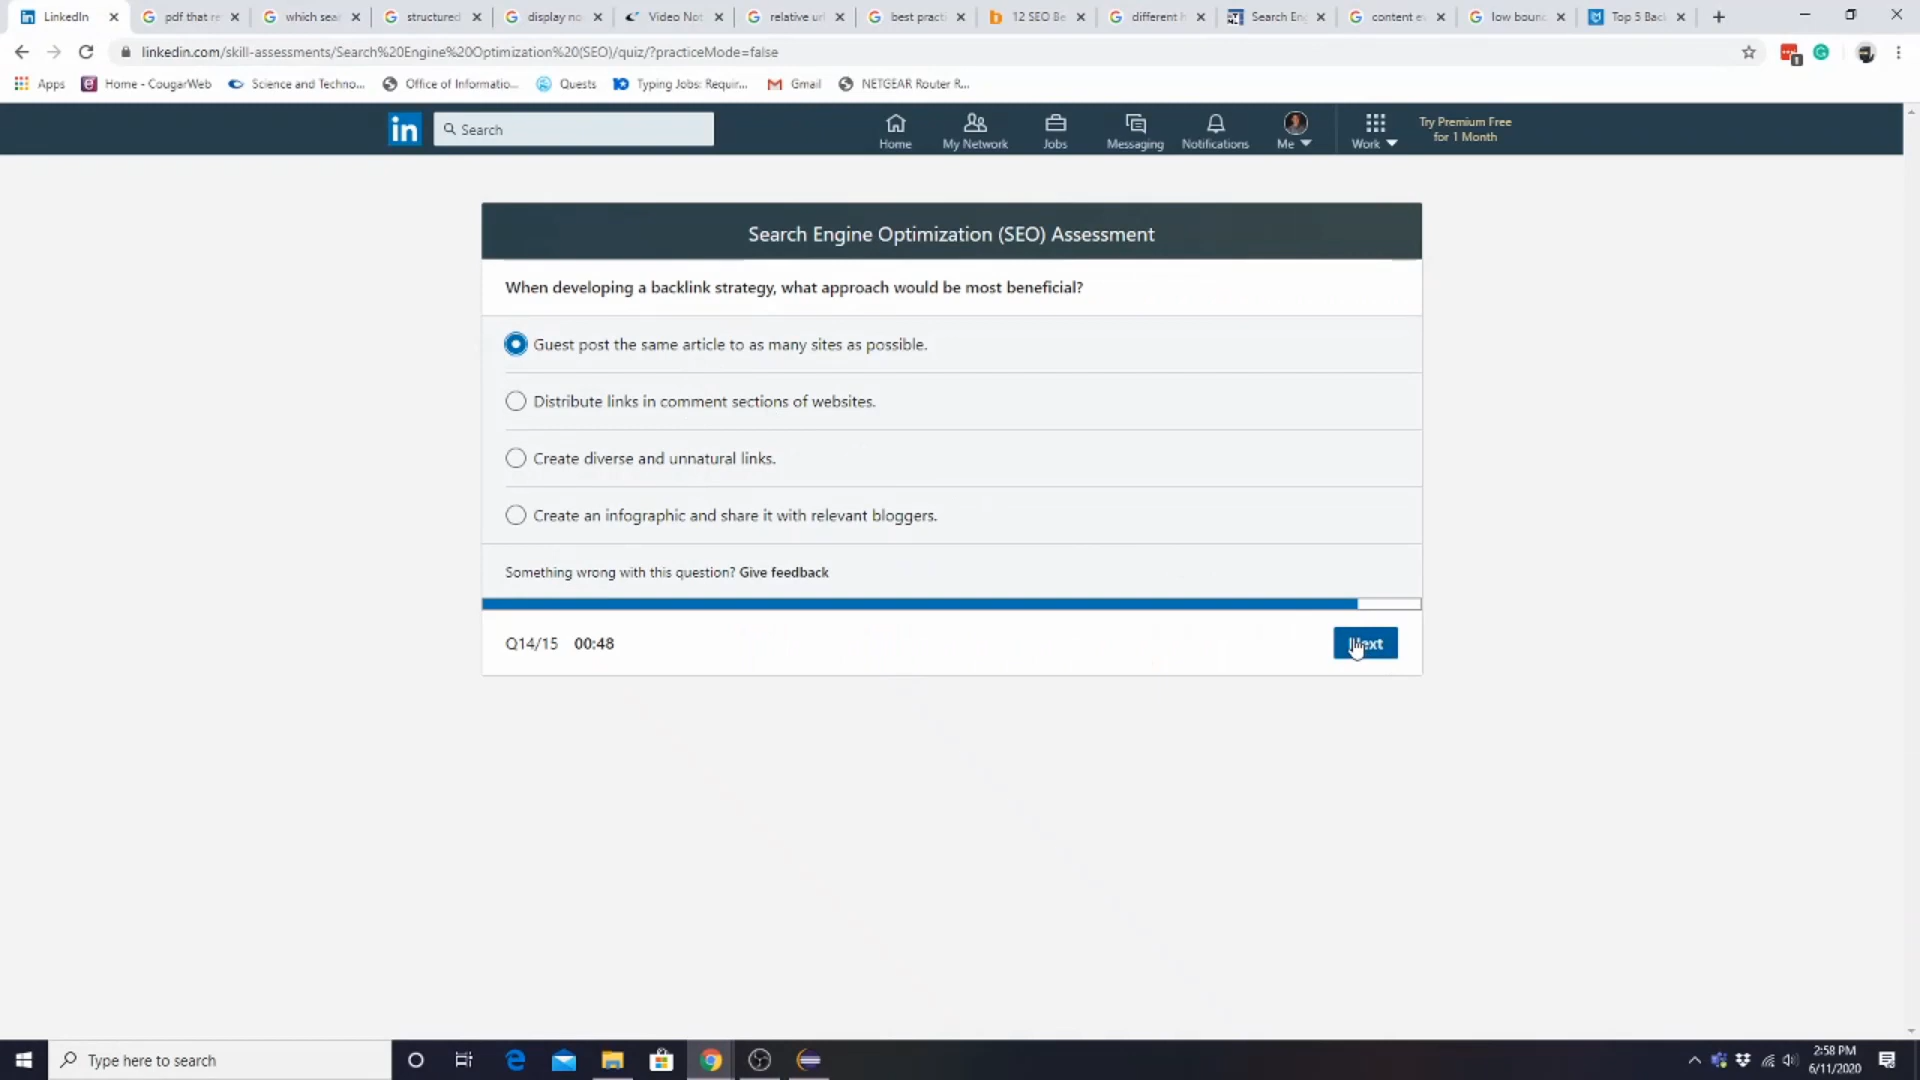 LinkedIn
pdf that re
which sea
structured
display no
Video Not
relative url
best practi
12 SEO Be
different h
Search Eng
content ev
low bounc
Top 5 Back
linkedin.com/skill-assessments/Search%20Engine%20Optimization%20(SEO)/quiz/?practiceMode=false
Apps
Home - CougarWeb
Science and Techno...
Office of Informatio...
Quests
Typing Jobs: Requir...
Gmail
NETGEAR Router R...
in
Search
Home
My Network
Jobs
Messaging
Notifications
Me
Work
Try Premium Free
for 1 Month
Search Engine Optimization (SEO) Assessment
When developing a backlink strategy, what approach would be most beneficial?
Guest post the same article to as many sites as possible.
Distribute links in comment sections of websites.
Create diverse and unnatural links.
Create an infographic and share it with relevant bloggers.
Something wrong with this question? Give feedback
Q14/15 00:48
Next
Type here to search
2:58 PM
6/11/2020